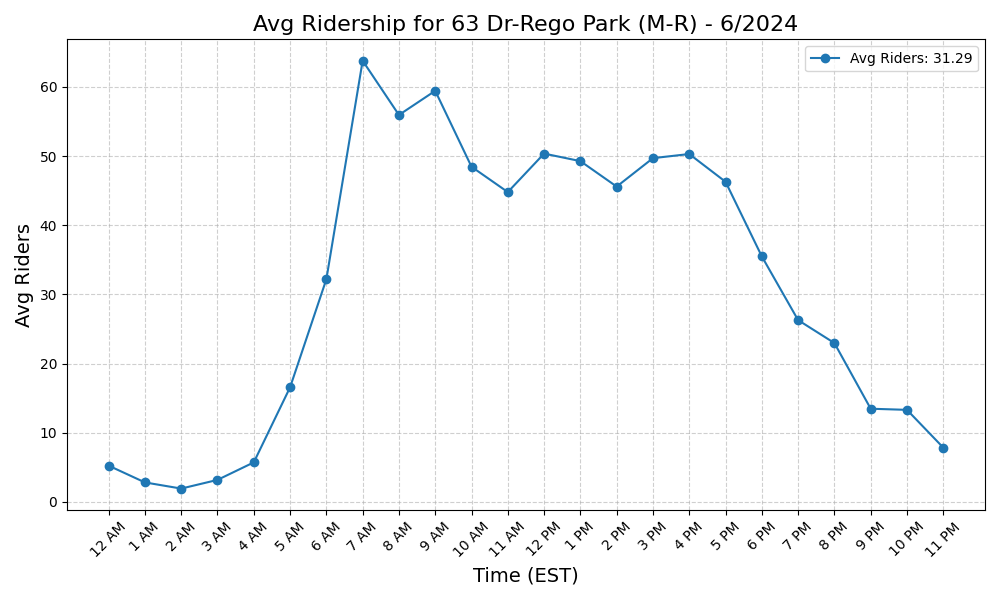 Avg Ridership for 63 Dr-Rego Park (M-R) - 6/2024
Avg Riders: 31.29
Avg Riders
60
50
40
30
20
10
0
12 AM
1 AM
2 AM
3 AM
4 AM
5 AM
6 AM
7 AM
8 AM
9 AM
10 AM
11 AM
12 PM
1 PM
2 PM
3 PM
4 PM
5 PM
6 PM
7 PM
8 PM
9 PM
10 PM
11 PM
Time (EST)